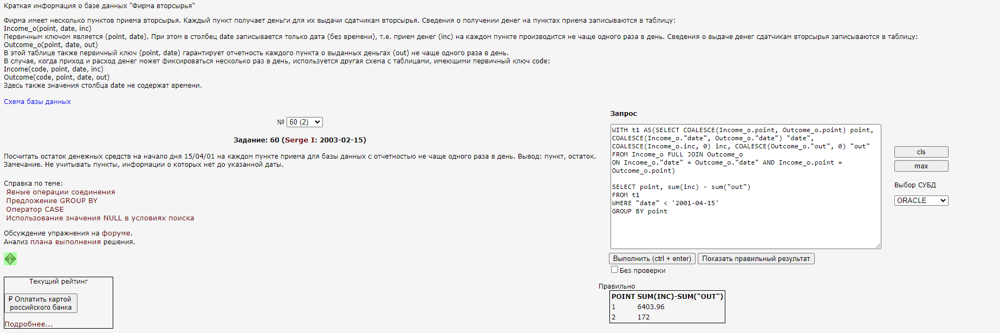 Краткая информация о базе данных "Фирма вторсырья"
Фирма имеет несколько пунктов приема вторсырья. Каждый пункт получает деньги для их выдачи сдатчикам вторсырья. Сведения о получении денег на пунктах приема записываются в таблицу:
Income_o(point, date, inc)
Первичным ключом является (point, date). При этом в столбец date записывается только дата (без времени), т.е. прием денег (inc) на каждом пункте производится не чаще одного раза в день. Сведения о выдаче денег сдатчикам вторсырья записываются в таблицу:
Outcome_o(point, date, out)
В этой таблице также первичный ключ (point, date) гарантирует отчетность каждого пункта о выданных деньгах (out) не чаще одного раза в день.
В случае, когда приход и расход денег может фиксироваться несколько раз в день, используется другая схема с таблицами, имеющими первичный ключ code:
Income(code, point, date, inc)
Outcome(code, point, date, out)
Здесь также значения столбца date не содержат времени.
Схема базы данных
№ 60 (2)
Задание: 60 (Serge I: 2003-02-15)
Посчитать остаток денежных средств на начало дня 15/04/01 на каждом пункте приема для базы данных с отчетностью не чаще одного раза в день. Вывод: пункт, остаток.
Замечание. Не учитывать пункты, информации о которых нет до указанной даты.
Справка по теме:
Явные операции соединения
Предложение GROUP BY
Оператор CASE
Использование значения NULL в условиях поиска
Обсуждение упражнения на форуме.
Анализ плана выполнения решения.
Текущий рейтинг
₽ Оплатить картой
российского банка
Подробнее...
Запрос
WITH t1 AS(SELECT COALESCE(Income_o.point, Outcome_o.point) point,
COALESCE(Income_o."date", Outcome_o."date") "date",
COALESCE(Income_o.inc, 0) inc, COALESCE(Outcome_o."out", 0) "out"
FROM Income_o FULL JOIN Outcome_o
ON Income_o."date" = Outcome_o."date" AND Income_o.point =
Outcome_o.point)
SELECT point, sum(inc) - sum("out")
FROM t1
WHERE "date" < '2001-04-15'
GROUP BY point
cls
max
Выбор СУБД
ORACLE
Выполнить (ctrl + enter) Показать правильный результат
Без проверки
Правильно
POINT SUM(INC)-SUM("OUT")
1 6403.96
2 172